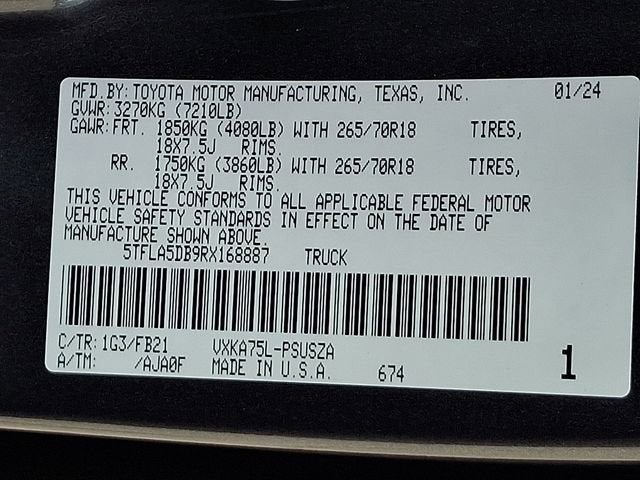 MFD.BY: TOYOTA MOTOR MANUFACTURING, TEXAS, INC. 01/24
GVWR: 3270KG (7210LB)
GAWR: FRT. 1850KG (4080LB) WITH 265/70R18 TIRES,
18X7.5J RIMS.
RR. 1750KG (3860LB) WITH 265/70R18 TIRES,
18X7.5J RIMS.
THIS VEHICLE CONFORMS TO ALL APPLICABLE FEDERAL MOTOR
VEHICLE SAFETY STANDARDS IN EFFECT ON THE DATE OF
MANUFACTURE SHOWN ABOVE.
5TFLA5DB9RX168887 TRUCK
C/TR: 1G3/FB21 VXKA75L-PSUSZA
A/TM: /AJA0F MADE IN U.S.A. 674 1